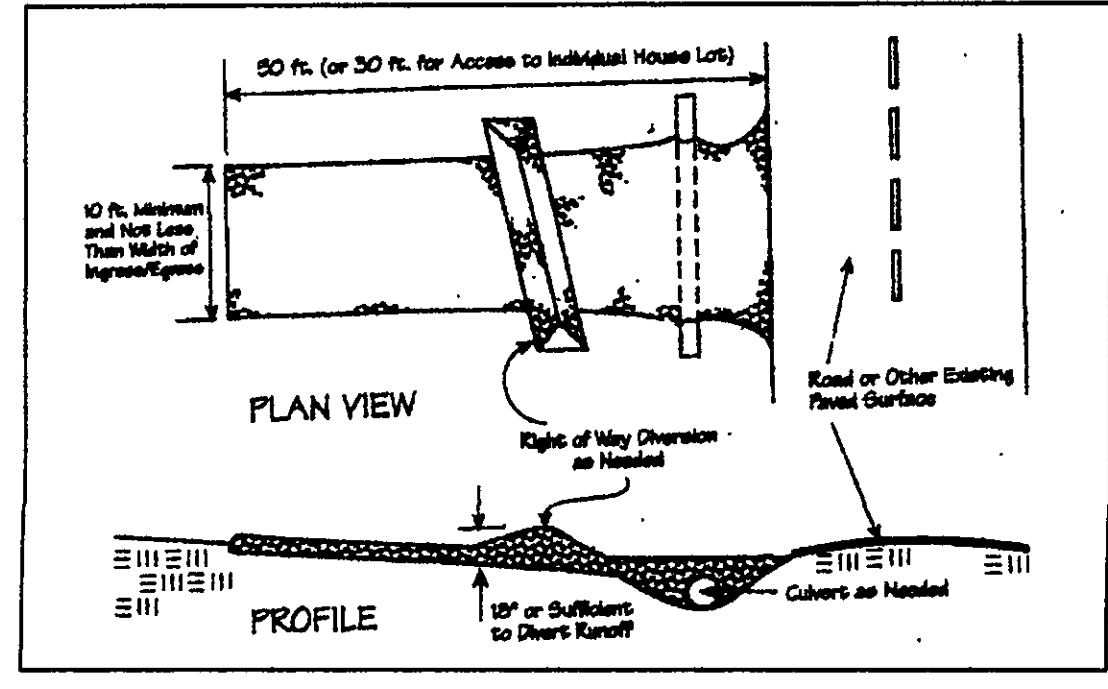 50 ft. (or 30 ft. for Access to Individual House Lot)
10 ft. Minimum
and Not Less
Than Width of
Ingress/Egress
PLAN VIEW
Road or Other Existing
Paved Surface
Right of Way Diversion
as Needed
18" or Sufficient
to Divert Runoff
Culvert as Needed
PROFILE